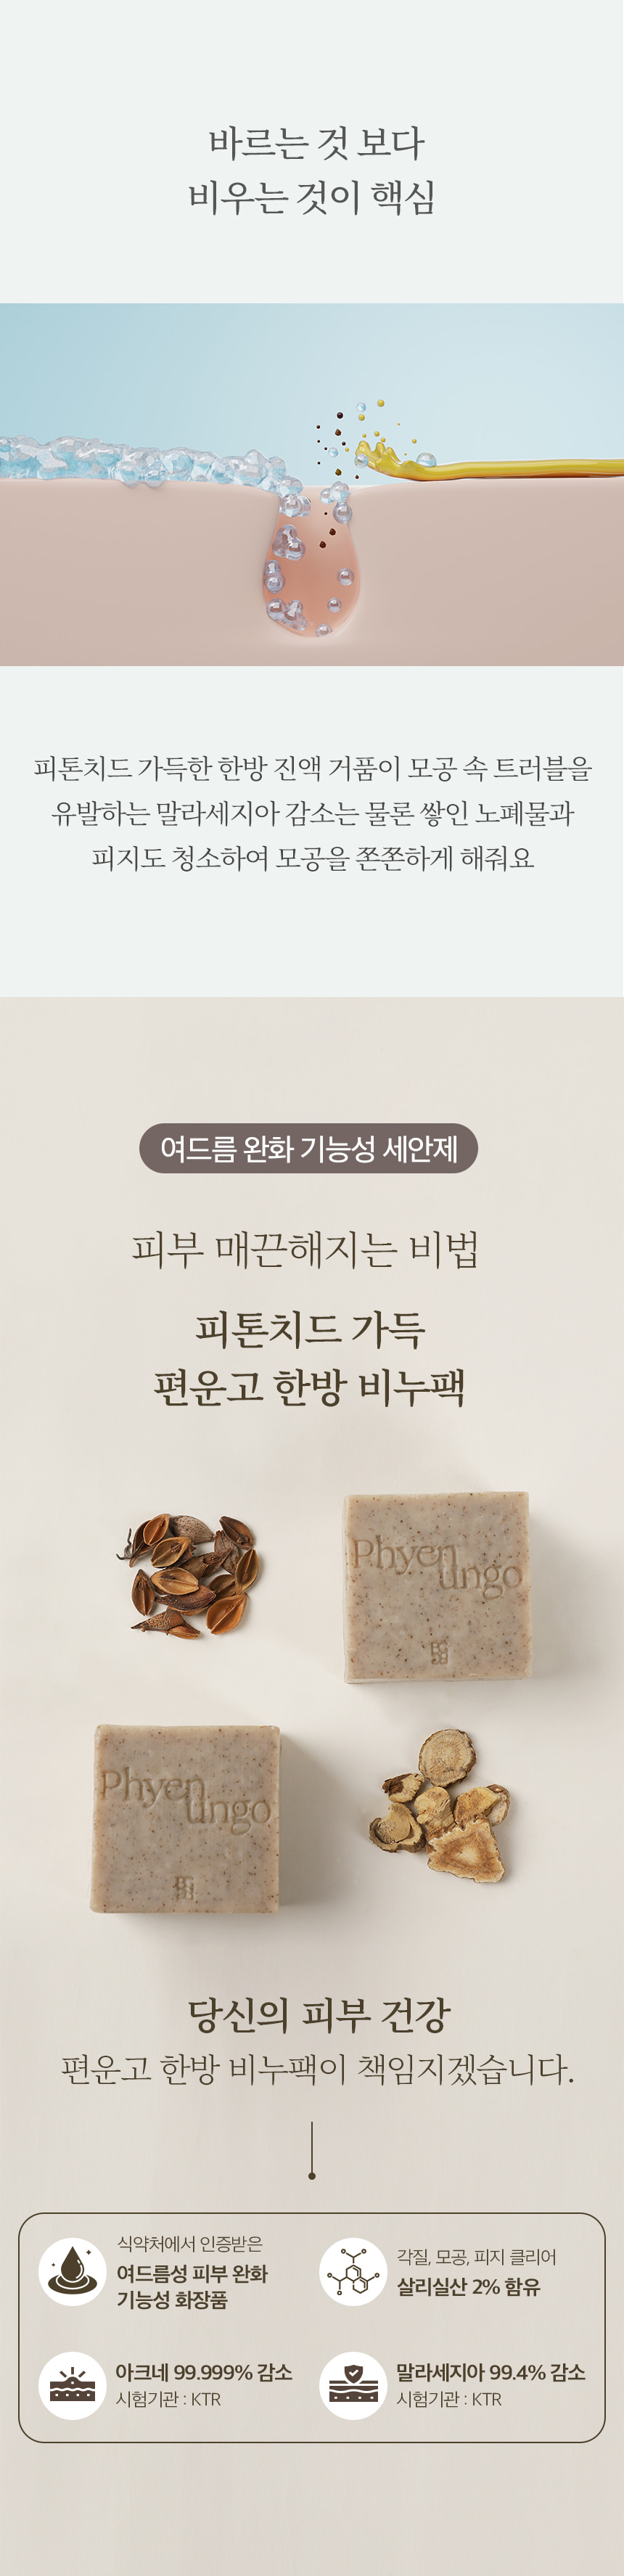 바르는 것 보다
비우는 것이 핵심
피톤치드 가득한 한방 진액 거품이 모공 속 트러블을
유발하는 말라세지아 감소는 물론 쌓인 노폐물과
피지도 청소하여 모공을 쫀쫀하게 해줘요
여드름 완화 기능성 세안제
피부 매끈해지는 비법
피톤치드 가득
편운고 한방 비누팩
Phyen
ungo
Phyen
ungo
당신의 피부 건강
편운고 한방 비누팩이 책임지겠습니다.
식약처에서 인증받은
여드름성 피부 완화
기능성 화장품
각질, 모공, 피지 클리어
살리실산 2% 함유
아크네 99.999% 감소
시험기관 : KTR
말라세지아 99.4% 감소
시험기관 : KTR